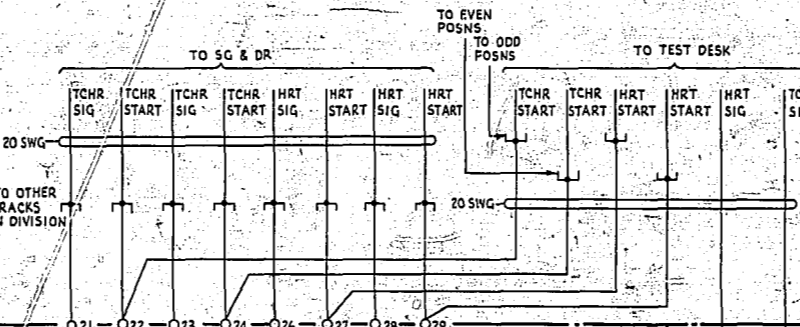 TO EVEN
POSNS
TO ODD
POSNS
TO SG & DR
TO TEST DESK
TCHR
SIG
TCHR
START
TCHR
SIG
TCHR
START
HRT
SIG
HRT
START
HRT
SIG
HRT
START
TCHR
START
TCHR
START
HRT
START
HRT
START
HRT
SIG
20 SWG
TO OTHER
RACKS
DIVISION
20 SWG
21 22 23 24 26 27 28 29